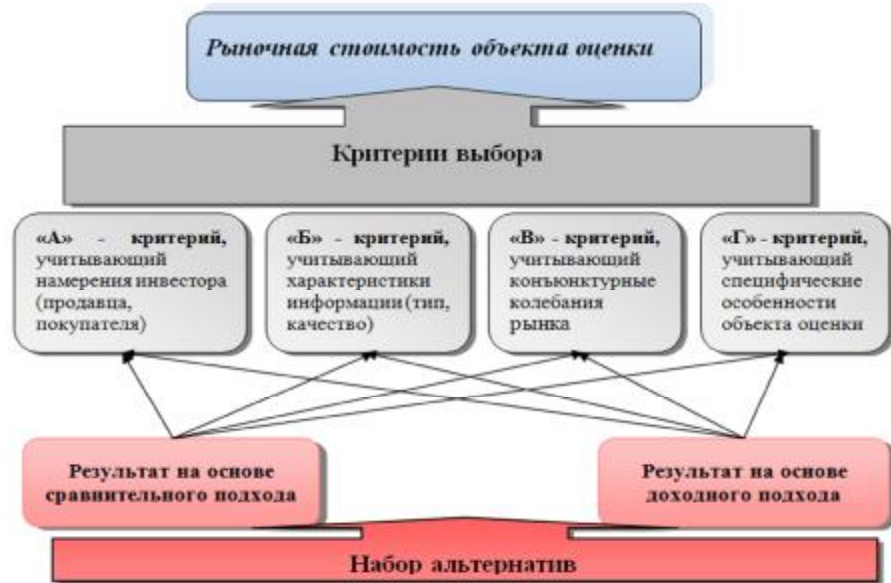 Рыночная стоимость объекта оценки
Критерии выбора
«А» - критерий,
учитывающий
намерения инвестора
(продавца,
покупателя)
«Б» - критерий,
учитывающий
характеристики
информации (тип,
качество)
«В» - критерий,
учитывающий
конъюнктурные
колебания
рынка
«Г» - критерий,
учитывающий
специфические
особенности
объекта оценки
Результат на основе
сравнительного подхода
Результат на основе
доходного подхода
Набор альтернатив